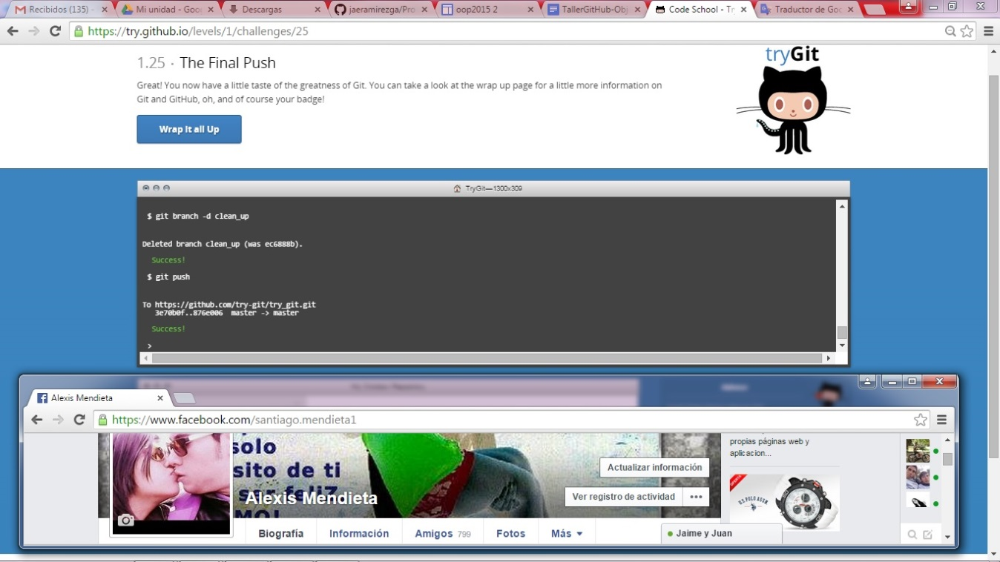 Recibidos (135) -
Mi unidad - Goo
Descargas
jaeramirezga/Pro
oop2015 2
TallerGitHub-Obj
Code School - Tr
Traductor de Goo
https://try.github.io/levels/1/challenges/25
1.25 · The Final Push
Great! You now have a little taste of the greatness of Git. You can take a look at the wrap up page for a little more information on
Git and GitHub, oh, and of course your badge!
Wrap it all Up
tryGit
TryGit—1300x309
$ git branch -d clean_up
Deleted branch clean_up (was ec6888b).
Success!
$ git push
To https://github.com/try-git/try_git.git
3e70b0f..876e006 master -> master
Success!
>
Alexis Mendieta
https://www.facebook.com/santiago.mendieta1
solo
sito de ti
feliz
MO!
Alexis Mendieta
Actualizar información
Ver registro de actividad
Biografía
Información
Amigos 799
Fotos
Más
propias páginas web y
aplicacion...
U.S. POLO ASSN.
Jaime y Juan